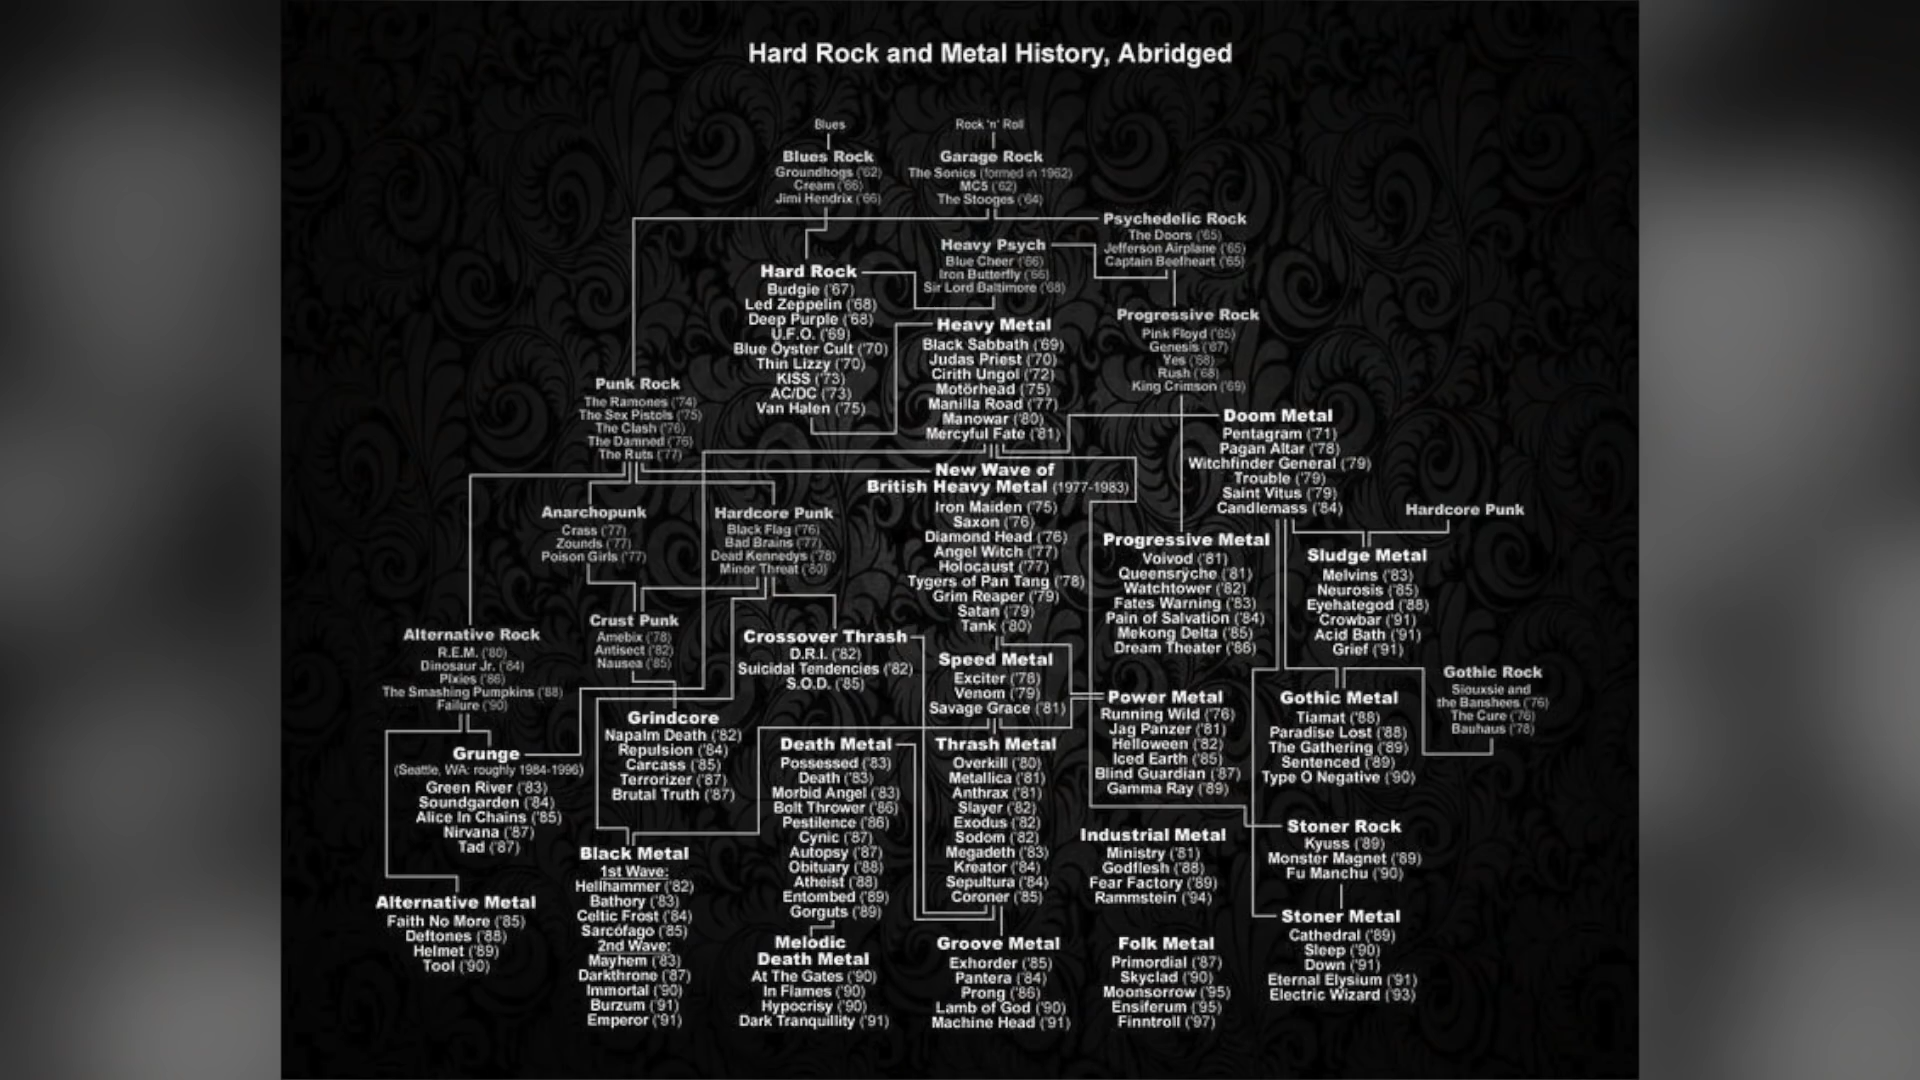 Hard Rock and Metal History, Abridged
Blues
Rock 'n' Roll
Blues Rock
Groundhogs ('62)
Cream ('66)
Jimi Hendrix ('66)
Garage Rock
The Sonics (formed in 1962)
MC5 ('62)
The Stooges ('64)
Psychedelic Rock
The Doors ('65)
Jefferson Airplane ('65)
Captain Beefheart ('65)
Heavy Psych
Blue Cheer ('66)
Iron Butterfly ('66)
Sir Lord Baltimore ('68)
Hard Rock
Budgie ('67)
Led Zeppelin ('68)
Deep Purple ('68)
U.F.O. ('69)
Blue Öyster Cult ('70)
Thin Lizzy ('70)
KISS ('73)
AC/DC ('73)
Van Halen ('75)
Heavy Metal
Black Sabbath ('69)
Judas Priest ('70)
Cirith Ungol ('72)
Motörhead ('75)
Manilla Road ('77)
Manowar ('80)
Mercyful Fate ('81)
Progressive Rock
Pink Floyd ('65)
Genesis ('67)
Yes ('68)
Rush ('68)
King Crimson ('69)
Punk Rock
The Ramones ('74)
The Sex Pistols ('75)
The Clash ('76)
The Damned ('76)
The Ruts ('77)
Doom Metal
Pentagram ('71)
Pagan Altar ('78)
Witchfinder General ('79)
Trouble ('79)
Saint Vitus ('79)
Candlemass ('84)
New Wave of
British Heavy Metal (1977-1983)
Iron Maiden ('75)
Saxon ('76)
Diamond Head ('76)
Angel Witch ('77)
Holocaust ('77)
Tygers of Pan Tang ('78)
Grim Reaper ('79)
Satan ('79)
Tank ('80)
Anarchopunk
Crass ('77)
Zounds ('77)
Poison Girls ('77)
Hardcore Punk
Black Flag ('76)
Bad Brains ('77)
Dead Kennedys ('78)
Minor Threat ('80)
Hardcore Punk
Progressive Metal
Voivod ('81)
Queensrÿche ('81)
Watchtower ('82)
Fates Warning ('83)
Pain of Salvation ('84)
Mekong Delta ('85)
Dream Theater ('86)
Sludge Metal
Melvins ('83)
Neurosis ('85)
Eyehategod ('88)
Crowbar ('91)
Acid Bath ('91)
Grief ('91)
Alternative Rock
R.E.M. ('80)
Dinosaur Jr. ('84)
Pixies ('86)
The Smashing Pumpkins ('88)
Failure ('90)
Crust Punk
Amebix ('78)
Antisect ('82)
Nausea ('85)
Crossover Thrash
D.R.I. ('82)
Suicidal Tendencies ('82)
S.O.D. ('85)
Speed Metal
Exciter ('78)
Venom ('79)
Savage Grace ('81)
Power Metal
Running Wild ('76)
Jag Panzer ('81)
Helloween ('82)
Iced Earth ('85)
Blind Guardian ('87)
Gamma Ray ('89)
Gothic Metal
Tiamat ('88)
Paradise Lost ('88)
The Gathering ('89)
Sentenced ('89)
Type O Negative ('90)
Gothic Rock
Siouxsie and
the Banshees ('76)
The Cure ('76)
Bauhaus ('78)
Grunge
(Seattle, WA: roughly 1984-1996)
Green River ('83)
Soundgarden ('84)
Alice In Chains ('85)
Nirvana ('87)
Tad ('87)
Grindcore
Napalm Death ('82)
Repulsion ('84)
Carcass ('85)
Terrorizer ('87)
Brutal Truth ('87)
Death Metal
Possessed ('83)
Death ('83)
Morbid Angel ('83)
Bolt Thrower ('86)
Pestilence ('86)
Cynic ('87)
Autopsy ('87)
Obituary ('88)
Atheist ('88)
Entombed ('89)
Gorguts ('89)
Thrash Metal
Overkill ('80)
Metallica ('81)
Anthrax ('81)
Slayer ('82)
Exodus ('82)
Sodom ('82)
Megadeth ('83)
Kreator ('84)
Sepultura ('84)
Coroner ('85)
Industrial Metal
Ministry ('81)
Godflesh ('88)
Fear Factory ('89)
Rammstein ('94)
Stoner Rock
Kyuss ('89)
Monster Magnet ('89)
Fu Manchu ('90)
Alternative Metal
Faith No More ('85)
Deftones ('88)
Helmet ('89)
Tool ('90)
Black Metal
1st Wave:
Hellhammer ('82)
Bathory ('83)
Celtic Frost ('84)
Sarcófago ('85)
2nd Wave:
Mayhem ('83)
Darkthrone ('87)
Immortal ('90)
Burzum ('91)
Emperor ('91)
Melodic
Death Metal
At The Gates ('90)
In Flames ('90)
Hypocrisy ('90)
Dark Tranquillity ('91)
Groove Metal
Exhorder ('85)
Pantera ('84)
Prong ('86)
Lamb of God ('90)
Machine Head ('91)
Folk Metal
Primordial ('87)
Skyclad ('90)
Moonsorrow ('95)
Ensiferum ('95)
Finntroll ('97)
Stoner Metal
Cathedral ('89)
Sleep ('90)
Down ('91)
Eternal Elysium ('91)
Electric Wizard ('93)